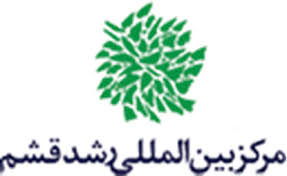 مرکز بین المللی رشد قشم